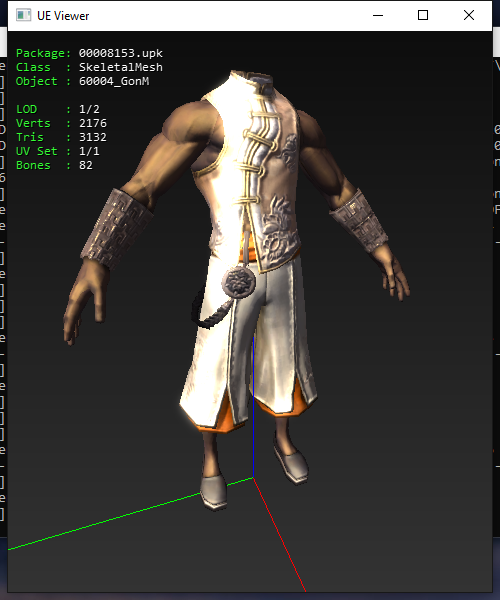 UE Viewer
Package: 00008153.upk
Class : SkeletalMesh
Object : 60004_GonM
LOD : 1/2
Verts : 2176
Tris : 3132
UV Set : 1/1
Bones : 82